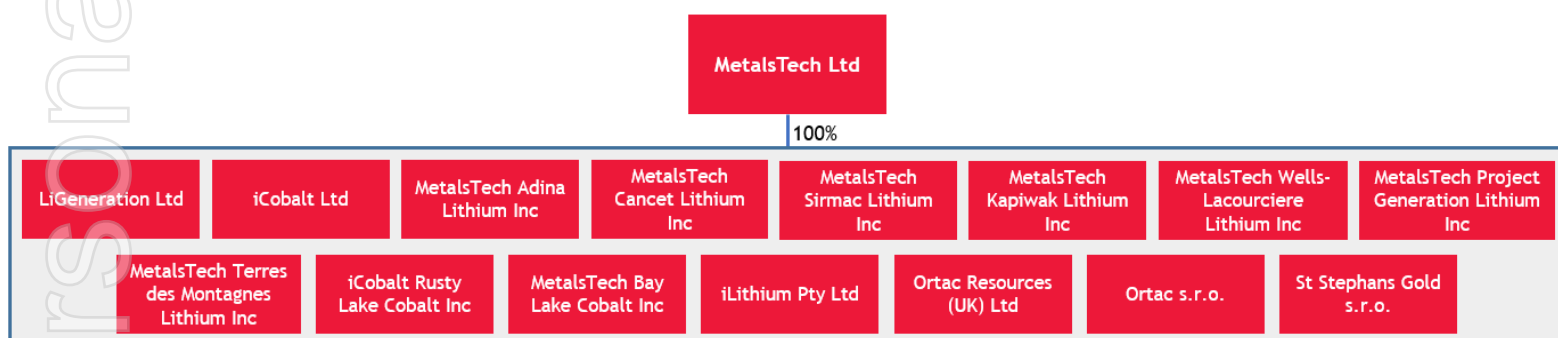 MetalsTech Ltd
100%
LiGeneration Ltd
iCobalt Ltd
MetalsTech Adina
Lithium Inc
MetalsTech
Cancet Lithium
Inc
MetalsTech
Sirmac Lithium
Inc
MetalsTech
Kapiwak Lithium
Inc
MetalsTech Wells-
Lacourciere
Lithium Inc
MetalsTech Project
Generation Lithium
Inc
MetalsTech Terres
des Montagnes
Lithium Inc
iCobalt Rusty
Lake Cobalt Inc
MetalsTech Bay
Lake Cobalt Inc
iLithium Pty Ltd
Ortac Resources
(UK) Ltd
Ortac s.r.o.
St Stephans Gold
s.r.o.
rsona